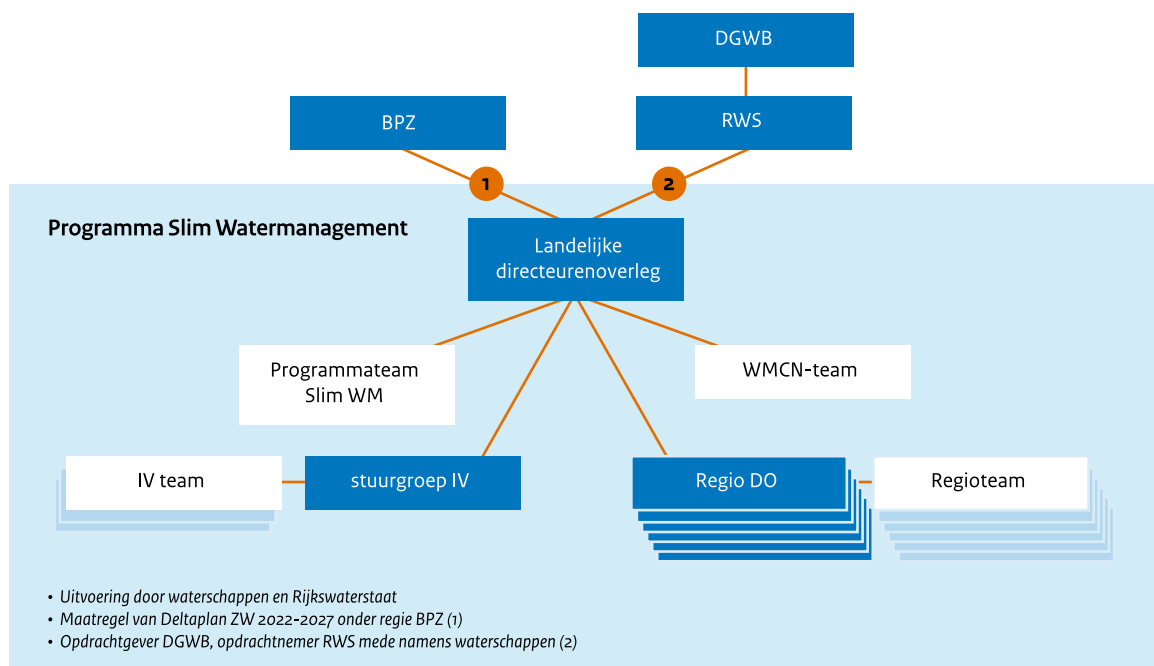 DGWB
BPZ
RWS
1
2
Programma Slim Watermanagement
Landelijke
directeurenoverleg
Programmateam
Slim WM
WMCN-team
IV team
stuurgroep IV
Regio DO
Regioteam
• Uitvoering door waterschappen en Rijkswaterstaat
• Maatregel van Deltaplan ZW 2022-2027 onder regie BPZ (1)
• Opdrachtgever DGWB, opdrachtnemer RWS mede namens waterschappen (2)